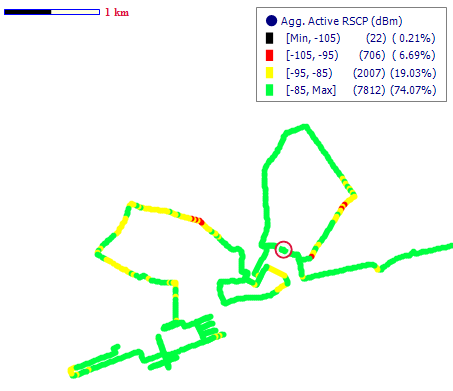 1 km
Agg. Active RSCP (dBm)
[Min, -105) (22) ( 0.21%)
[-105, -95) (706) ( 6.69%)
[-95, -85) (2007) (19.03%)
[-85, Max] (7812) (74.07%)